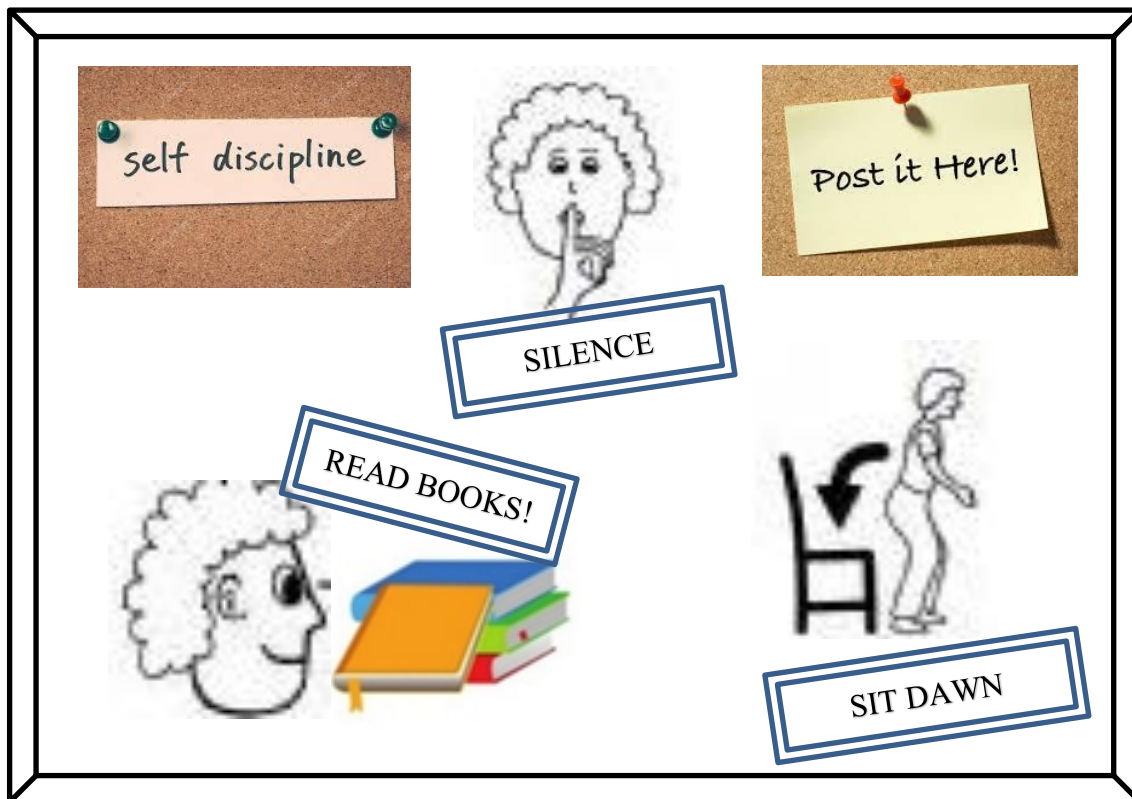 self discipline
Post it Here!
SILENCE
READ BOOKS!
SIT DAWN